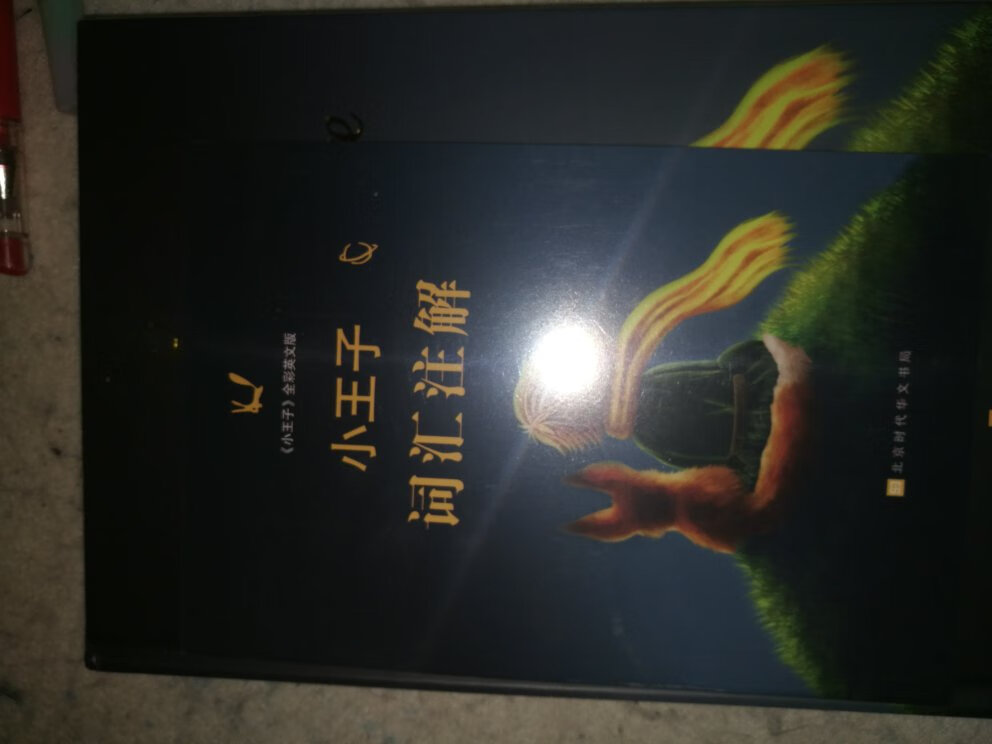 《小王子》全彩英文版
小王子
词汇注解
e
北京时代华文书局